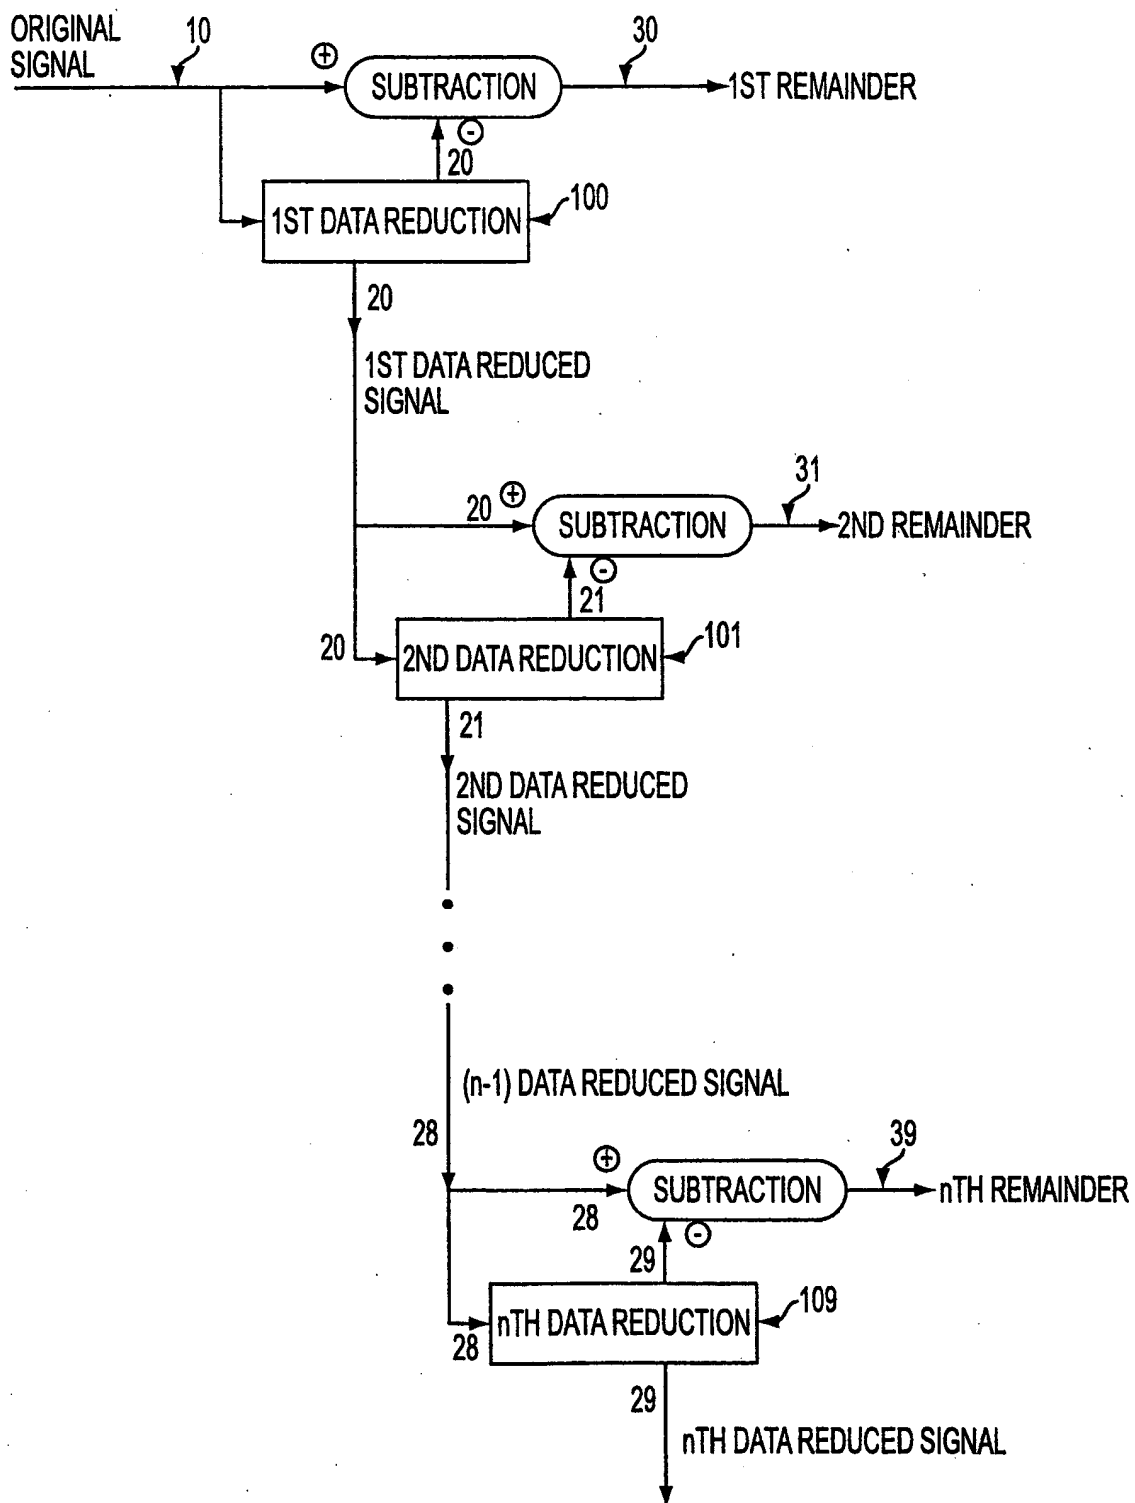 ORIGINAL
SIGNAL
10
+
SUBTRACTION
30
1ST REMAINDER
-
20
1ST DATA REDUCTION
100
20
1ST DATA REDUCED
SIGNAL
20
+
SUBTRACTION
31
2ND REMAINDER
-
21
20
2ND DATA REDUCTION
101
21
2ND DATA REDUCED
SIGNAL
(n-1) DATA REDUCED SIGNAL
28
+
28
SUBTRACTION
39
nTH REMAINDER
-
29
28
nTH DATA REDUCTION
109
29
nTH DATA REDUCED SIGNAL